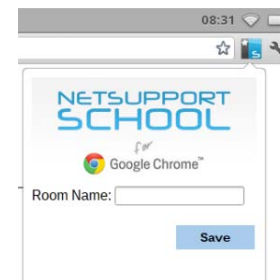 08:31
S
NETSUPPORT
SCHOOL
for
Google Chrome™
Room Name:
Save